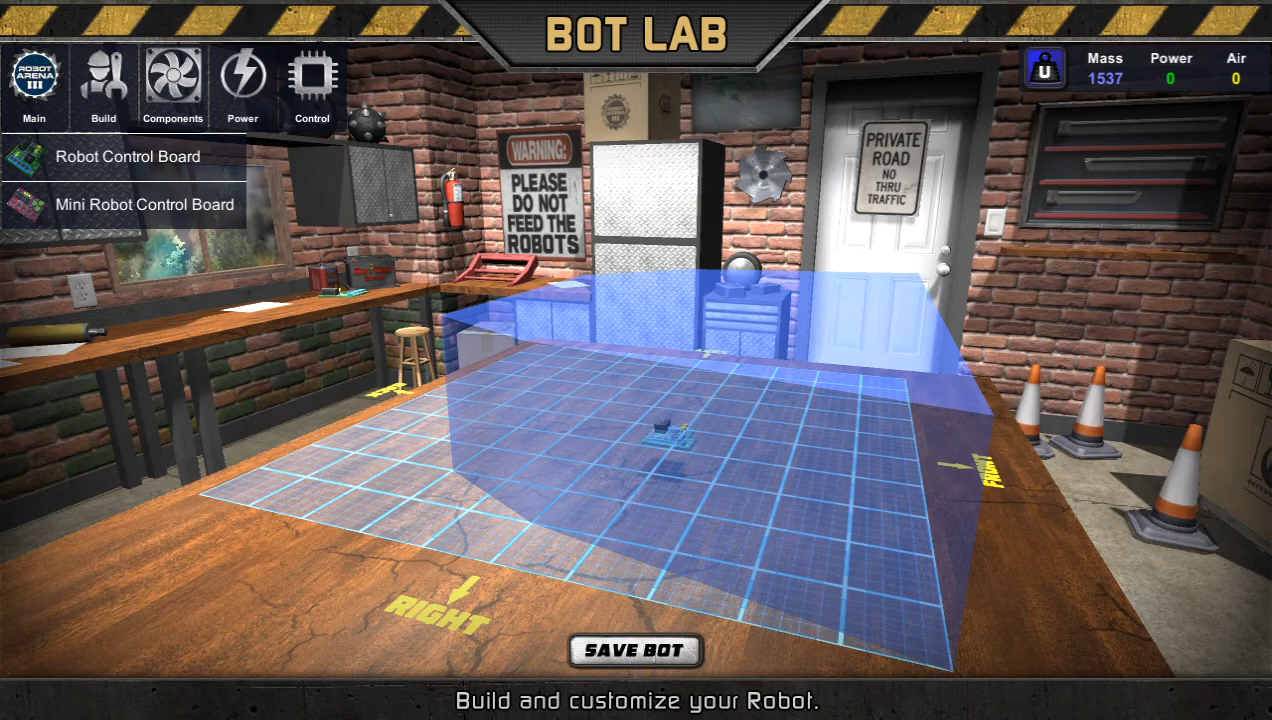 BOT LAB
ROBOT
ARENA
III
Main
Build
Components
Power
Control
U
Mass
Power
Air
1537
0
0
Robot Control Board
Mini Robot Control Board
WARNING:
PLEASE
DO NOT
FEED THE
ROBOTS
PRIVATE
ROAD
NO
THRU
TRAFFIC
FRONT
RIGHT
SAVE BOT
Build and customize your Robot.